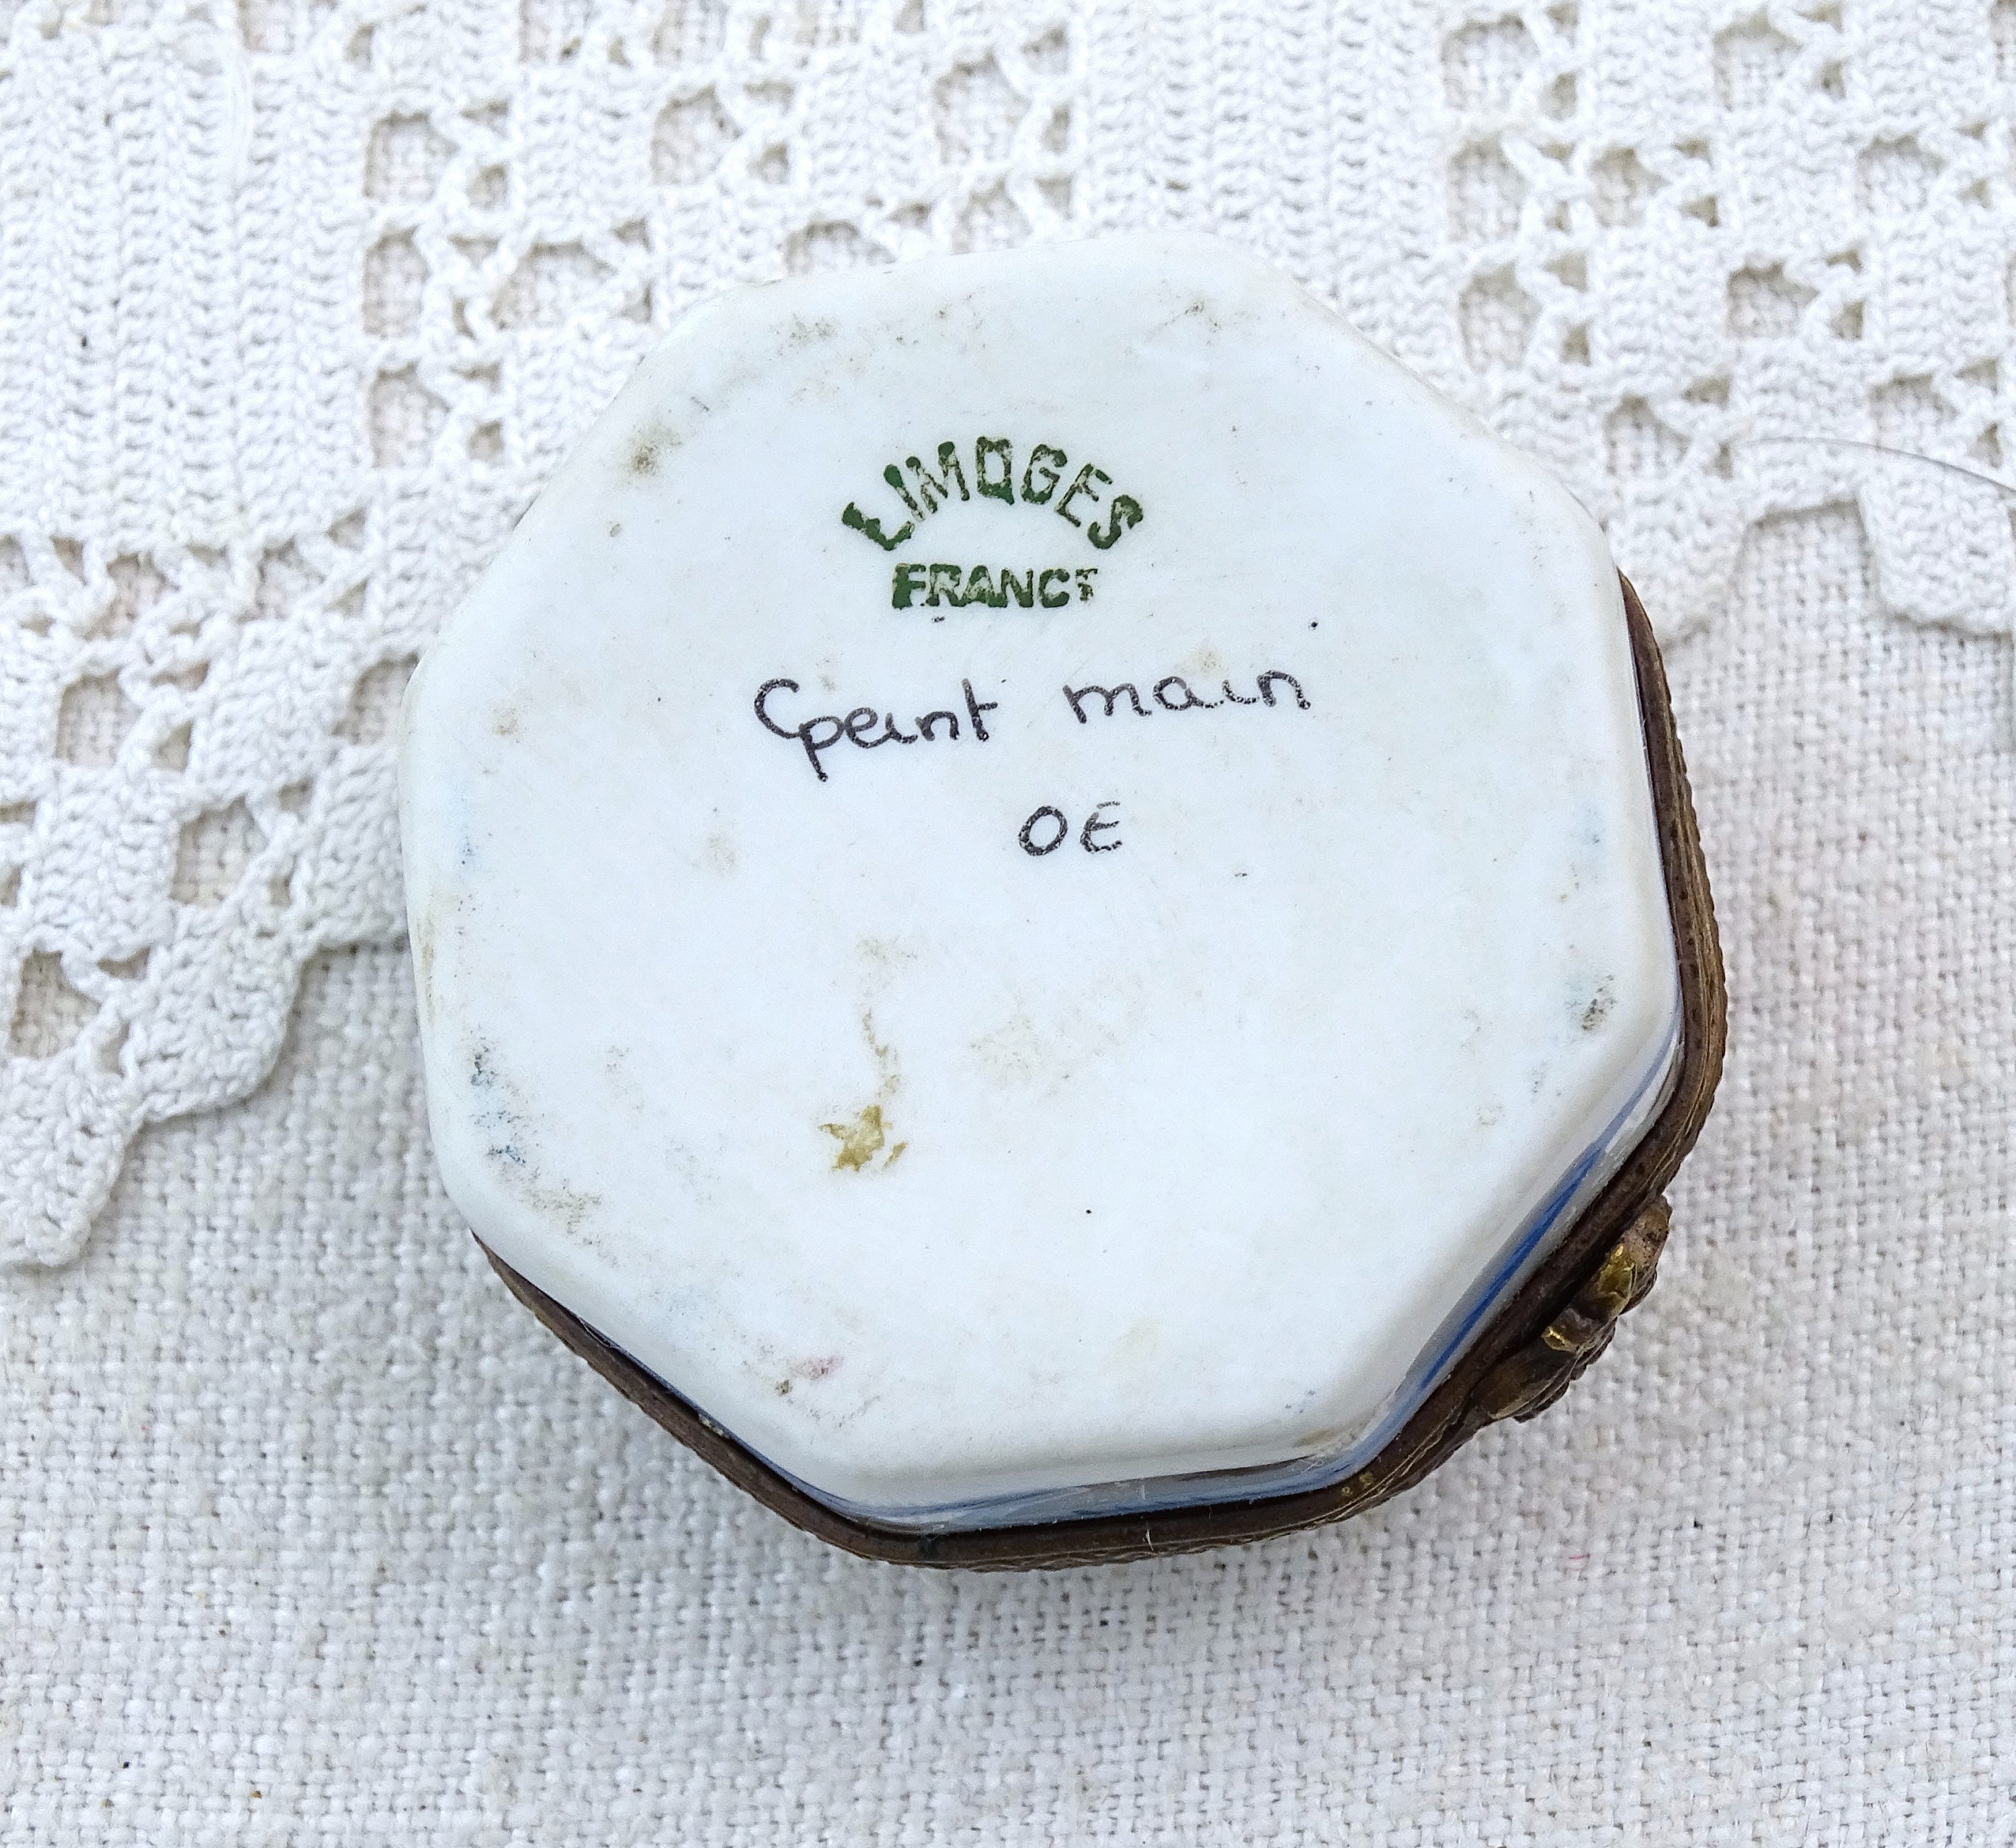 LIMOGES
FRANCE
peint main
OE